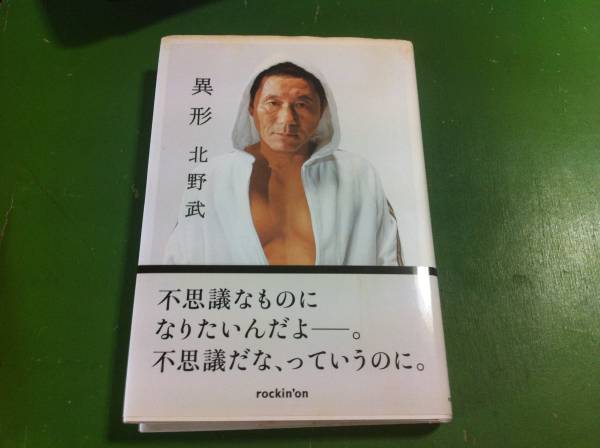 異形
北野武
不思議なものに
なりたいんだよ――。
不思議だな、っていうのに。
rockin'on